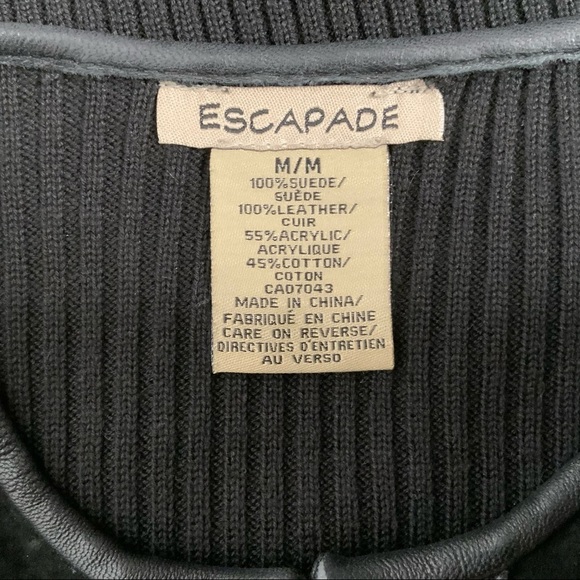 ESCAPADE
M/M
100%SUEDE/
SUÈDE
100%LEATHER/
CUIR
55%ACRYLIC/
ACRYLIQUE
45%COTTON/
COTON
CA07043
MADE IN CHINA/
FABRIQUÉ EN CHINE
CARE ON REVERSE/
DIRECTIVES D'ENTRETIEN
AU VERSO